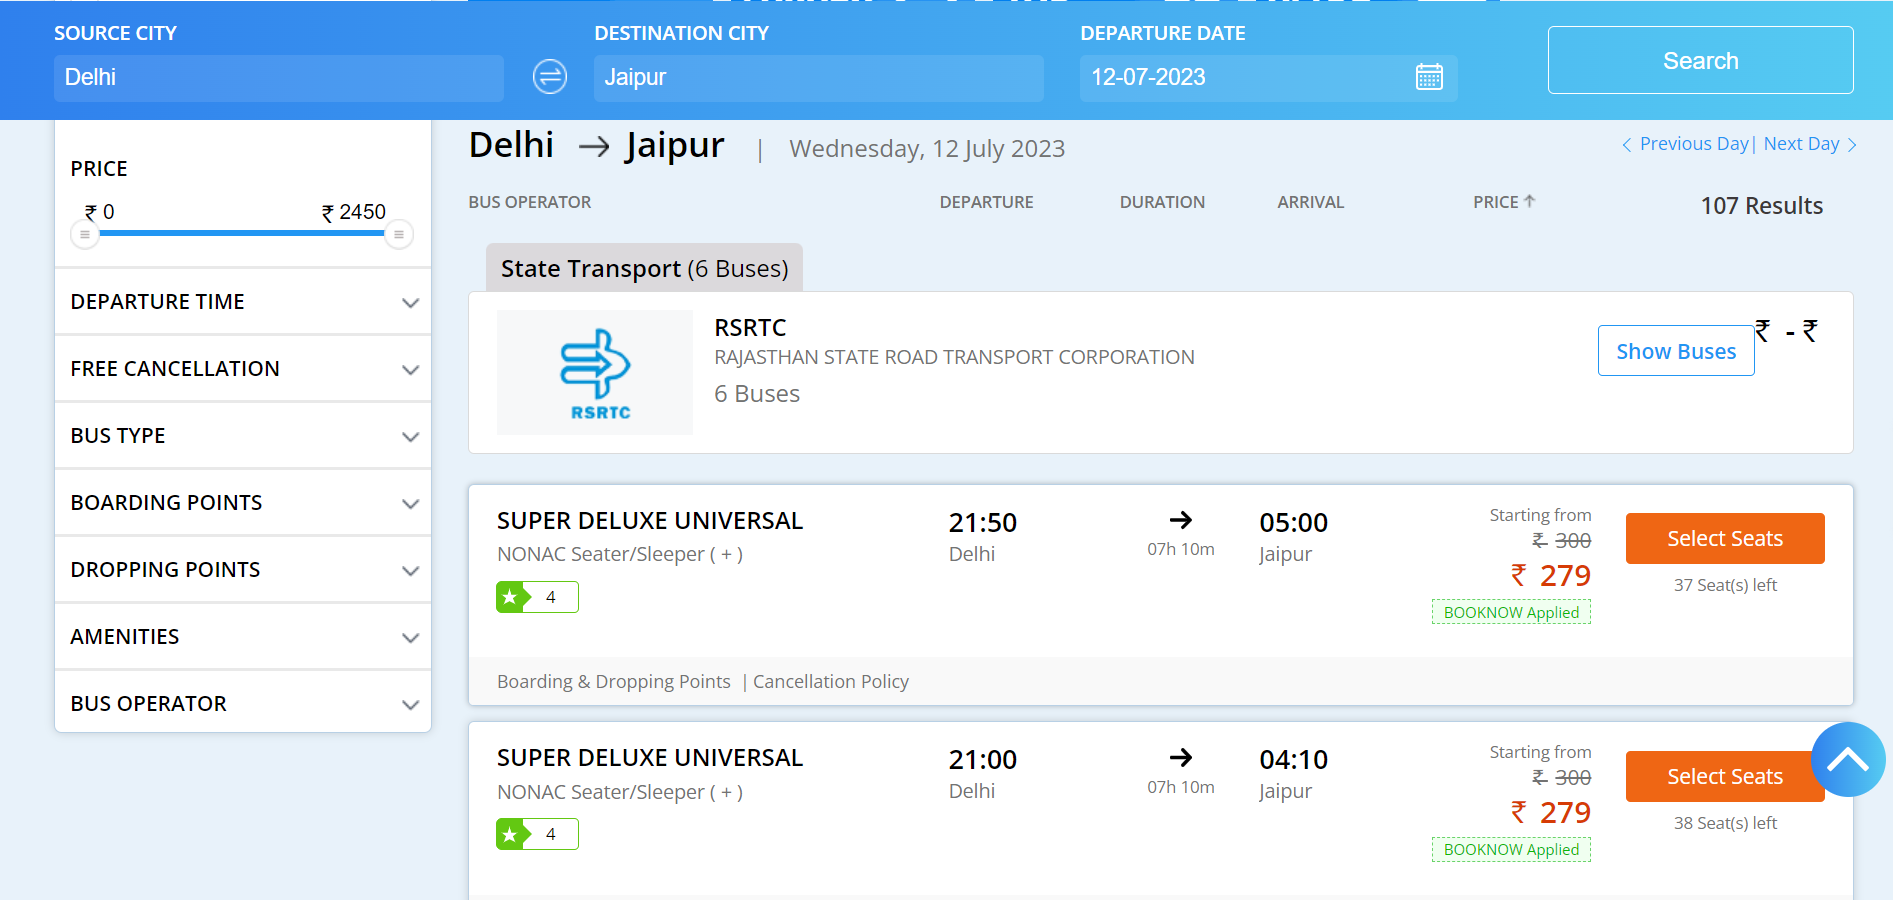 SOURCE CITY
DESTINATION CITY
DEPARTURE DATE
Delhi
Jaipur
12-07-2023
Search
PRICE
₹ 0
₹ 2450
DEPARTURE TIME
FREE CANCELLATION
BUS TYPE
BOARDING POINTS
DROPPING POINTS
AMENITIES
BUS OPERATOR
Delhi → Jaipur | Wednesday, 12 July 2023
< Previous Day| Next Day >
BUS OPERATOR
DEPARTURE
DURATION
ARRIVAL
PRICE ↑
107 Results
State Transport (6 Buses)
RSRTC
RSRTC
RAJASTHAN STATE ROAD TRANSPORT CORPORATION
6 Buses
Show Buses
₹ - ₹
SUPER DELUXE UNIVERSAL
NONAC Seater/Sleeper ( + )
4
21:50
Delhi
→
07h 10m
05:00
Jaipur
Starting from
₹ 300
₹ 279
BOOKNOW Applied
Select Seats
37 Seat(s) left
Boarding & Dropping Points | Cancellation Policy
SUPER DELUXE UNIVERSAL
NONAC Seater/Sleeper ( + )
4
21:00
Delhi
→
07h 10m
04:10
Jaipur
Starting from
₹ 300
₹ 279
BOOKNOW Applied
Select Seats
38 Seat(s) left